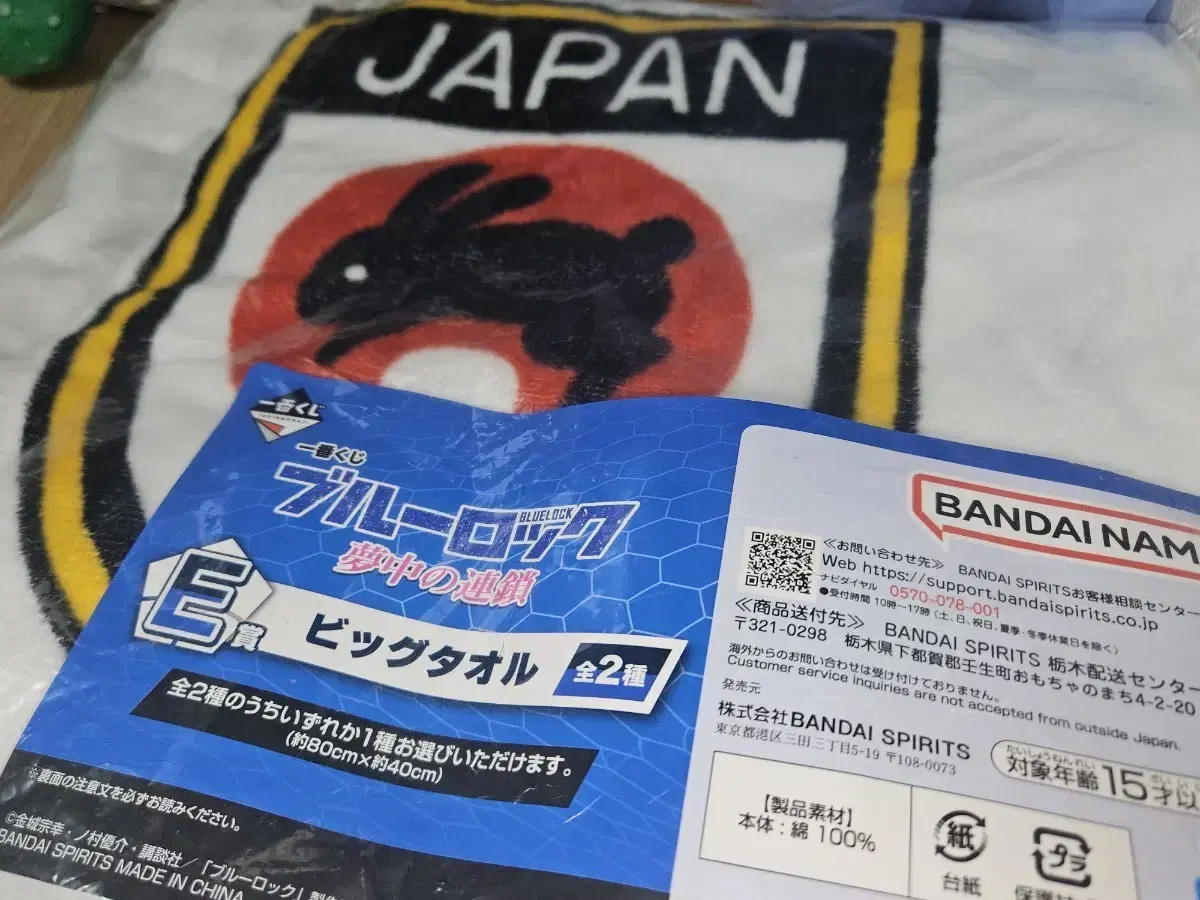 JAPAN
一番くじ
一番くじ
ブルーロック
BLUELOCK
夢中の連鎖
E賞
ビッグタオル
全2種
全2種のうちいずれか1種お選びいただけます。
(約80cm×約40cm)
※裏面の注意文を必ずお読みください。
©金城宗幸・ノ村優介・講談社/「ブルーロック」製
BANDAI SPIRITS MADE IN CHINA
BANDAI NAM
≪お問い合わせ先≫ BANDAI SPIRITSお客様相談センター
Web https://support.bandaispirits.co.jp
ナビダイヤル 0570-078-001
●受付時間 10時~17時(土、日、祝日、夏季・冬季休業日を除く)
≪商品送付先≫ BANDAI SPIRITS 栃木配送センター
〒321-0298 栃木県下都賀郡壬生町おもちゃのまち4-2-20
海外からのお問い合わせは受け付けておりません。
Customer service inquiries are not accepted from outside Japan.
発売元
株式会社BANDAI SPIRITS
東京都港区三田三丁目5-19 〒108-0073
たいしょうねんれい
対象年齢15才以
【製品素材】
本体:綿 100%
紙
台紙
プラ